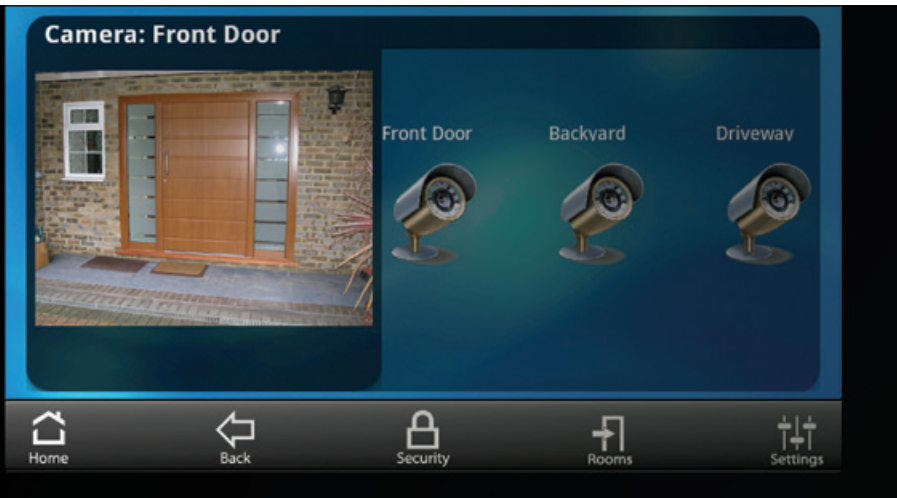 Camera: Front Door
Front Door Backyard Driveway
Home Back Security Rooms Settings